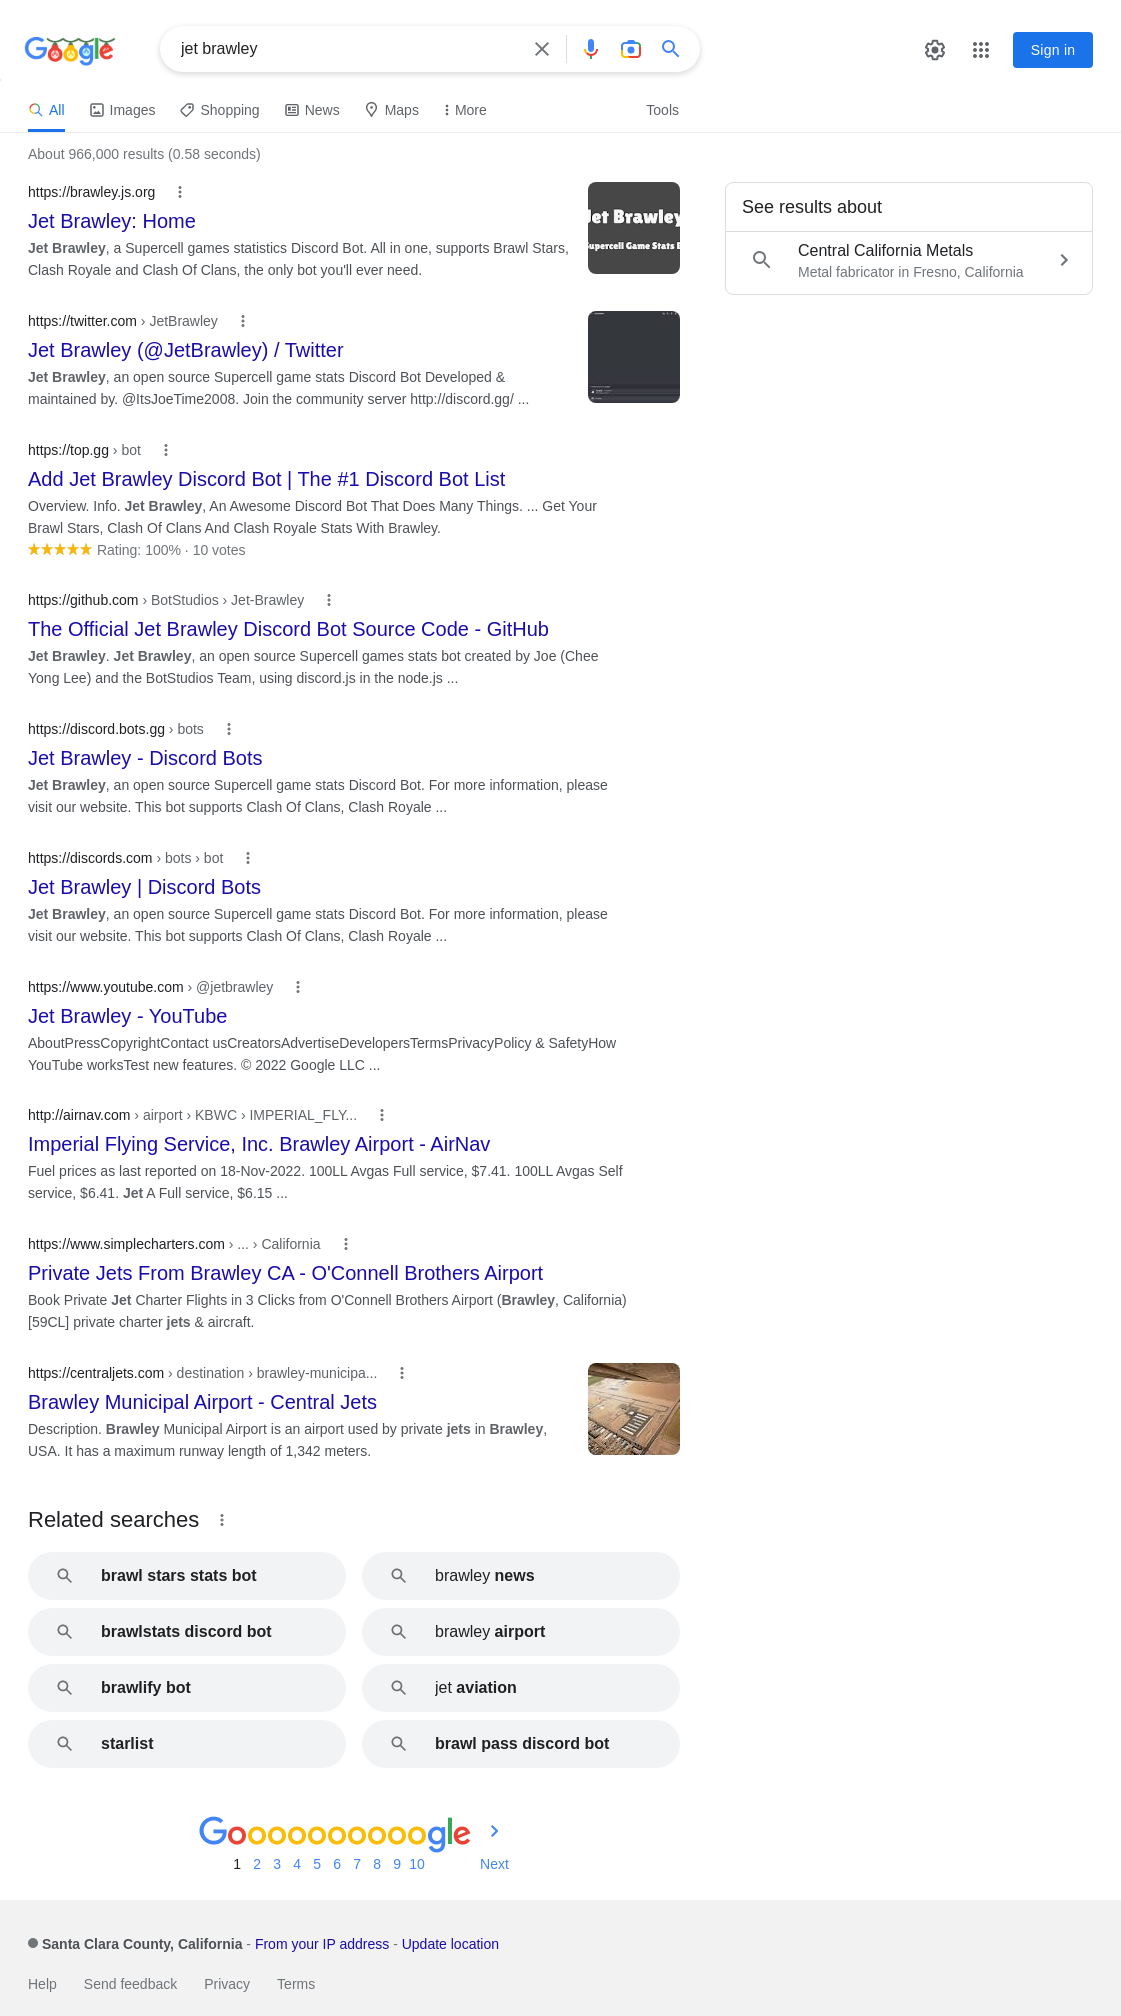 Google
jet brawley
Sign in
All
Images
Shopping
News
Maps
More
Tools
About 966,000 results (0.58 seconds)
https://brawley.js.org
Jet Brawley: Home
Jet Brawley, a Supercell games statistics Discord Bot. All in one, supports Brawl Stars,
Clash Royale and Clash Of Clans, the only bot you'll ever need.
Jet Brawley
Supercell Game Stats B
https://twitter.com › JetBrawley
Jet Brawley (@JetBrawley) / Twitter
Jet Brawley, an open source Supercell game stats Discord Bot Developed &
maintained by. @ItsJoeTime2008. Join the community server http://discord.gg/ ...
https://top.gg › bot
Add Jet Brawley Discord Bot | The #1 Discord Bot List
Overview. Info. Jet Brawley, An Awesome Discord Bot That Does Many Things. ... Get Your
Brawl Stars, Clash Of Clans And Clash Royale Stats With Brawley.
Rating: 100% · 10 votes
https://github.com › BotStudios › Jet-Brawley
The Official Jet Brawley Discord Bot Source Code - GitHub
Jet Brawley. Jet Brawley, an open source Supercell games stats bot created by Joe (Chee
Yong Lee) and the BotStudios Team, using discord.js in the node.js ...
https://discord.bots.gg › bots
Jet Brawley - Discord Bots
Jet Brawley, an open source Supercell game stats Discord Bot. For more information, please
visit our website. This bot supports Clash Of Clans, Clash Royale ...
https://discords.com › bots › bot
Jet Brawley | Discord Bots
Jet Brawley, an open source Supercell game stats Discord Bot. For more information, please
visit our website. This bot supports Clash Of Clans, Clash Royale ...
https://www.youtube.com › @jetbrawley
Jet Brawley - YouTube
AboutPressCopyrightContact usCreatorsAdvertiseDevelopersTermsPrivacyPolicy & SafetyHow
YouTube worksTest new features. © 2022 Google LLC ...
http://airnav.com › airport › KBWC › IMPERIAL_FLY...
Imperial Flying Service, Inc. Brawley Airport - AirNav
Fuel prices as last reported on 18-Nov-2022. 100LL Avgas Full service, $7.41. 100LL Avgas Self
service, $6.41. Jet A Full service, $6.15 ...
https://www.simplecharters.com › ... › California
Private Jets From Brawley CA - O'Connell Brothers Airport
Book Private Jet Charter Flights in 3 Clicks from O'Connell Brothers Airport (Brawley, California)
[59CL] private charter jets & aircraft.
https://centraljets.com › destination › brawley-municipa...
Brawley Municipal Airport - Central Jets
Description. Brawley Municipal Airport is an airport used by private jets in Brawley,
USA. It has a maximum runway length of 1,342 meters.
See results about
Central California Metals
Metal fabricator in Fresno, California
Related searches
brawl stars stats bot
brawley news
brawlstats discord bot
brawley airport
brawlify bot
jet aviation
starlist
brawl pass discord bot
Goooooooooogle
1 2 3 4 5 6 7 8 9 10 Next
Santa Clara County, California - From your IP address - Update location
Help Send feedback Privacy Terms